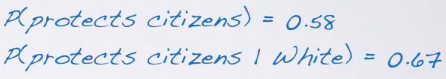 P(protects citizens) = 0.58
P(protects citizens | White) = 0.67